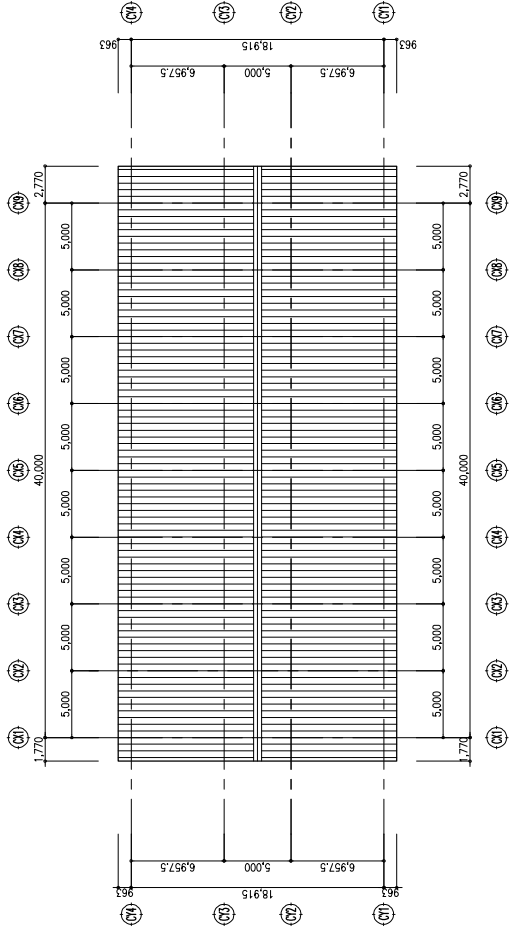 CY4
CY3
CY2
CY1
963
18,915
963
6,957.5
5,000
6,957.5
2,770
2,770
CX9
CX9
5,000
5,000
CX8
CX8
5,000
5,000
CX7
CX7
5,000
5,000
CX6
CX6
5,000
5,000
40,000
40,000
CX5
CX5
5,000
5,000
CX4
CX4
5,000
5,000
CX3
CX3
5,000
5,000
CX2
CX2
5,000
5,000
CX1
CX1
1,770
1,770
6,957.5
5,000
6,957.5
963
18,915
963
CY4
CY3
CY2
CY1